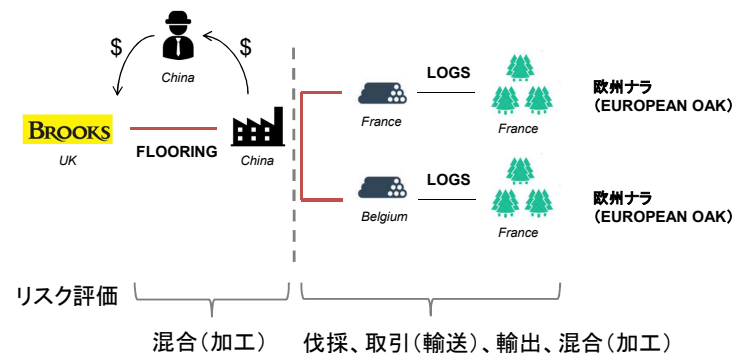 $
$
China
BROOKS
UK
FLOORING
China
LOGS
France
France
欧州ナラ
（EUROPEAN OAK）
LOGS
Belgium
France
欧州ナラ
（EUROPEAN OAK）
リスク評価
混合（加工）
伐採、取引（輸送）、輸出、混合（加工）